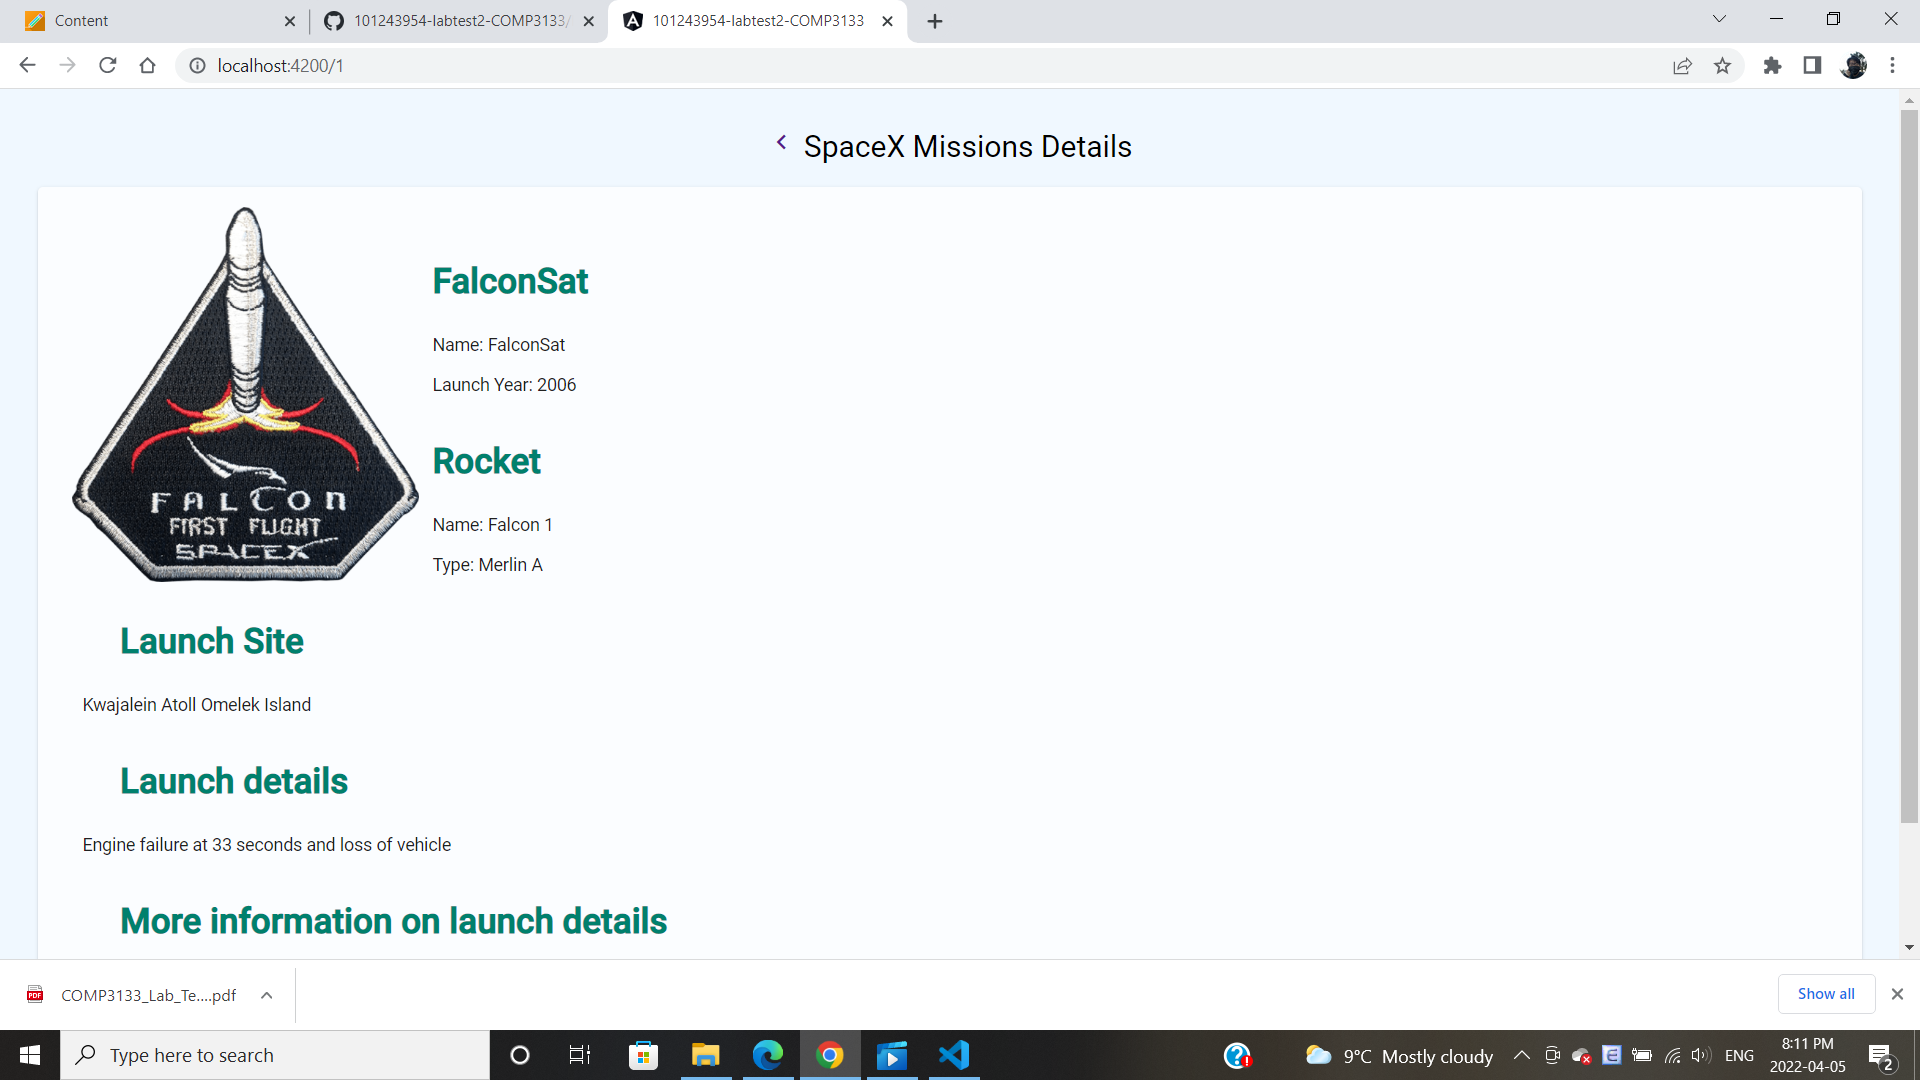 Content
101243954-labtest2-COMP3133/
101243954-labtest2-COMP3133
localhost:4200/1
SpaceX Missions Details
FALCON
FIRST FLIGHT
SPACEX
FalconSat
Name: FalconSat
Launch Year: 2006
Rocket
Name: Falcon 1
Type: Merlin A
Launch Site
Kwajalein Atoll Omelek Island
Launch details
Engine failure at 33 seconds and loss of vehicle
More information on launch details
PDF
COMP3133_Lab_Te....pdf
Show all
Type here to search
9°C Mostly cloudy
ENG
8:11 PM
2022-04-05
2